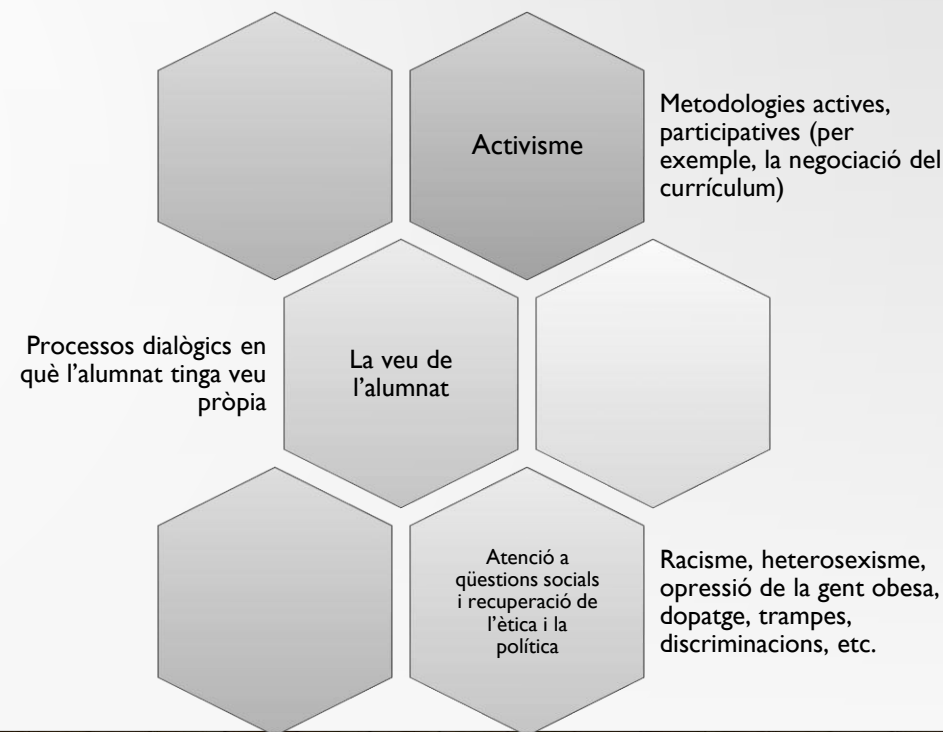 Activisme
Metodologies actives,
participatives (per
exemple, la negociació del
currículum)
Processos dialògics en
què l’alumnat tinga veu
pròpia
La veu de
l’alumnat
Atenció a
qüestions socials
i recuperació de
l’ètica i la
política
Racisme, heterosexisme,
opressió de la gent obesa,
dopatge, trampes,
discriminacions, etc.